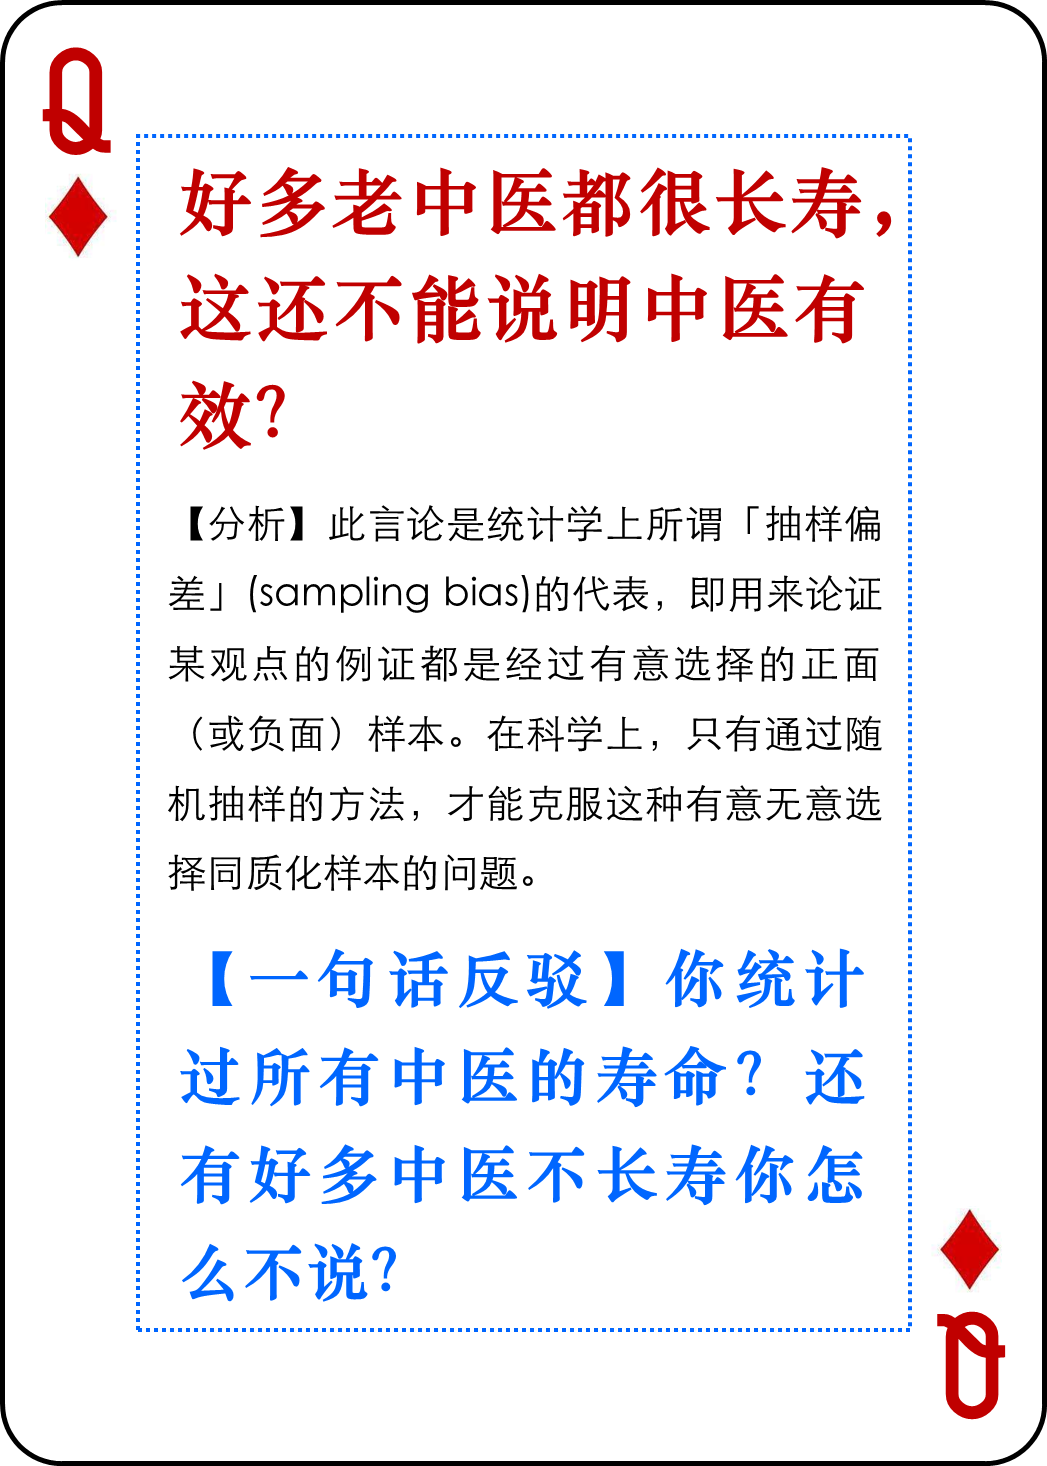 Q
好多老中医都很长寿，
这还不能说明中医有
效？
【分析】此言论是统计学上所谓「抽样偏
差」(sampling bias)的代表，即用来论证
某观点的例证都是经过有意选择的正面
（或负面）样本。在科学上，只有通过随
机抽样的方法，才能克服这种有意无意选
择同质化样本的问题。
【一句话反驳】你统计
过所有中医的寿命？还
有好多中医不长寿你怎
么不说？
Q